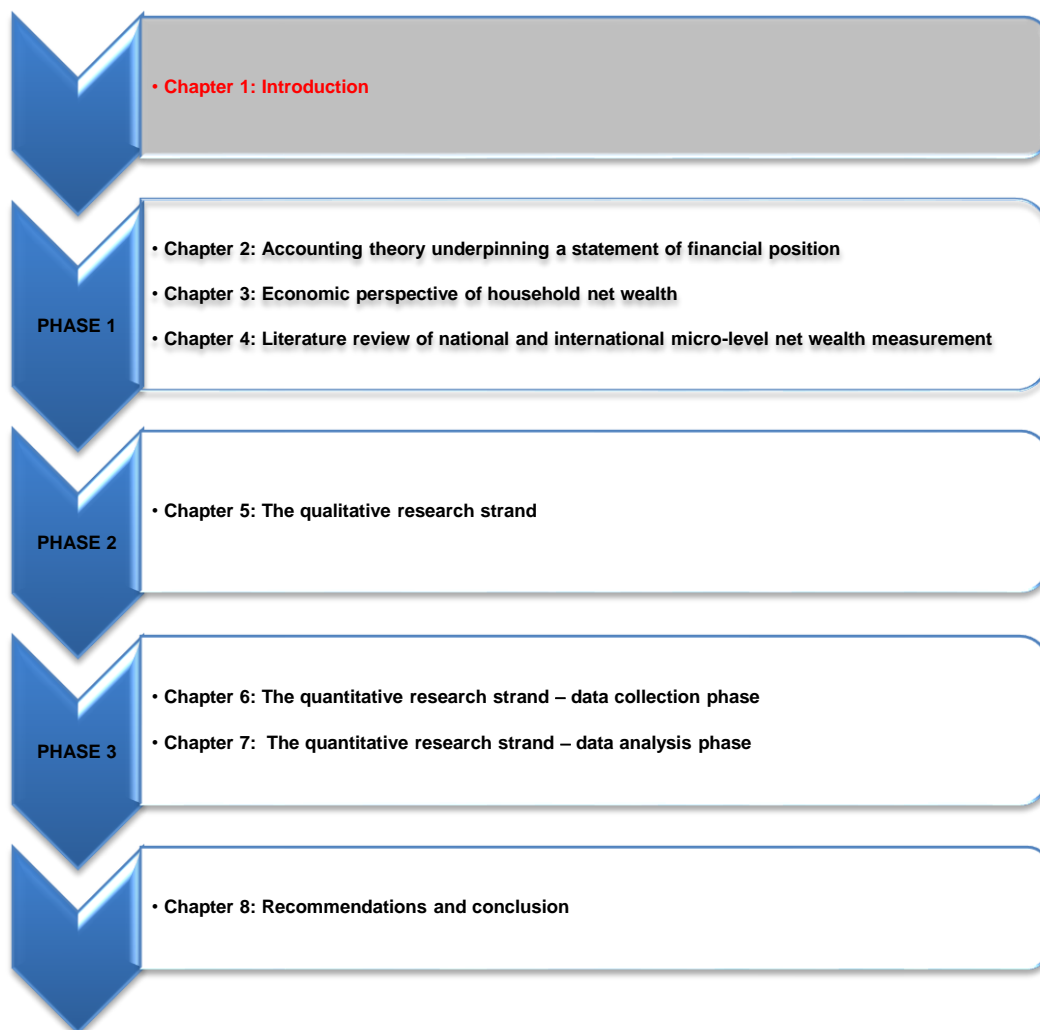 • Chapter 1: Introduction
PHASE 1
• Chapter 2: Accounting theory underpinning a statement of financial position
• Chapter 3: Economic perspective of household net wealth
• Chapter 4: Literature review of national and international micro-level net wealth measurement
PHASE 2
• Chapter 5: The qualitative research strand
PHASE 3
• Chapter 6: The quantitative research strand – data collection phase
• Chapter 7:  The quantitative research strand – data analysis phase
• Chapter 8: Recommendations and conclusion